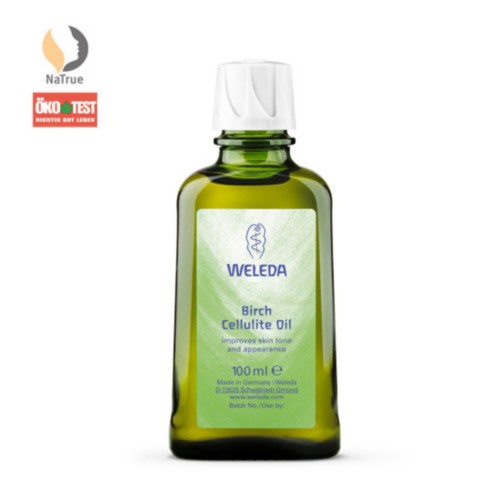 NaTrue
ÖKO TEST
RICHTIG GUT LEBEN
WELEDA
Birch
Cellulite Oil
improves skin tone
and appearance
100 ml e
Made in Germany | Weleda
D 73525 Schwäbisch Gmünd
www.weleda.com
Batch No. / Use by: